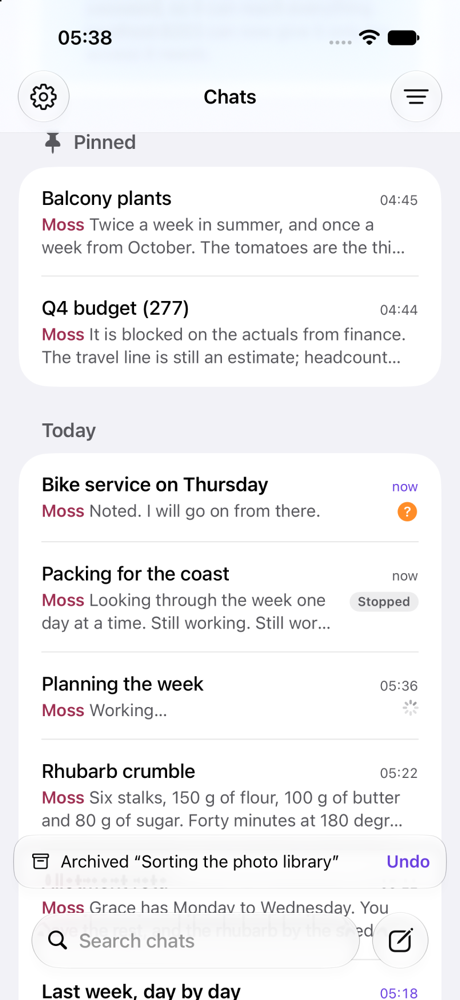 05:38
Chats
Pinned
Balcony plants
04:45
Moss Twice a week in summer, and once a
week from October. The tomatoes are the thi...
Q4 budget (277)
04:44
Moss It is blocked on the actuals from finance.
The travel line is still an estimate; headcount...
Today
Bike service on Thursday
now
Moss Noted. I will go on from there.
?
Packing for the coast
now
Moss Looking through the week one
day at a time. Still working. Still wor...
Stopped
Planning the week
05:36
Moss Working...
Rhubarb crumble
05:22
Moss Six stalks, 150 g of flour, 100 g of butter
and 80 g of sugar. Forty minutes at 180 degr...
Archived “Sorting the photo library”
Undo
Moss Grace has Monday to Wednesday. You
and the rhubarb by the
Search chats
Last week, day by day
05:18